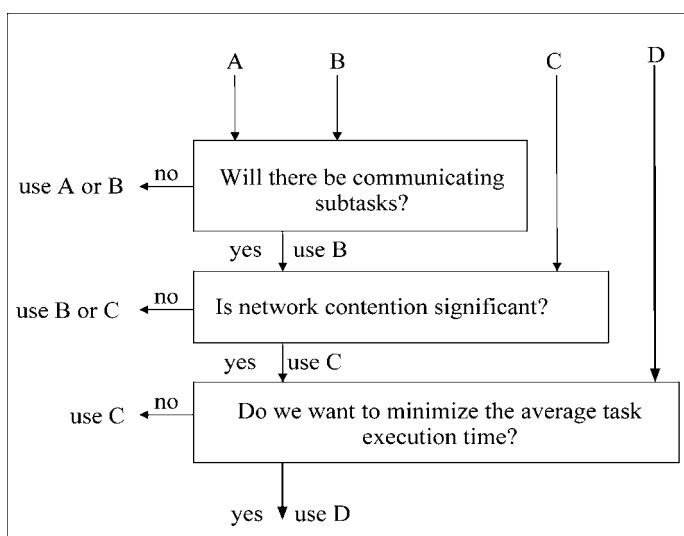 A
B
C
D
Will there be communicating
subtasks?
no
use A or B
yes
use B
Is network contention significant?
no
use B or C
yes
use C
Do we want to minimize the average task
execution time?
no
use C
yes
use D